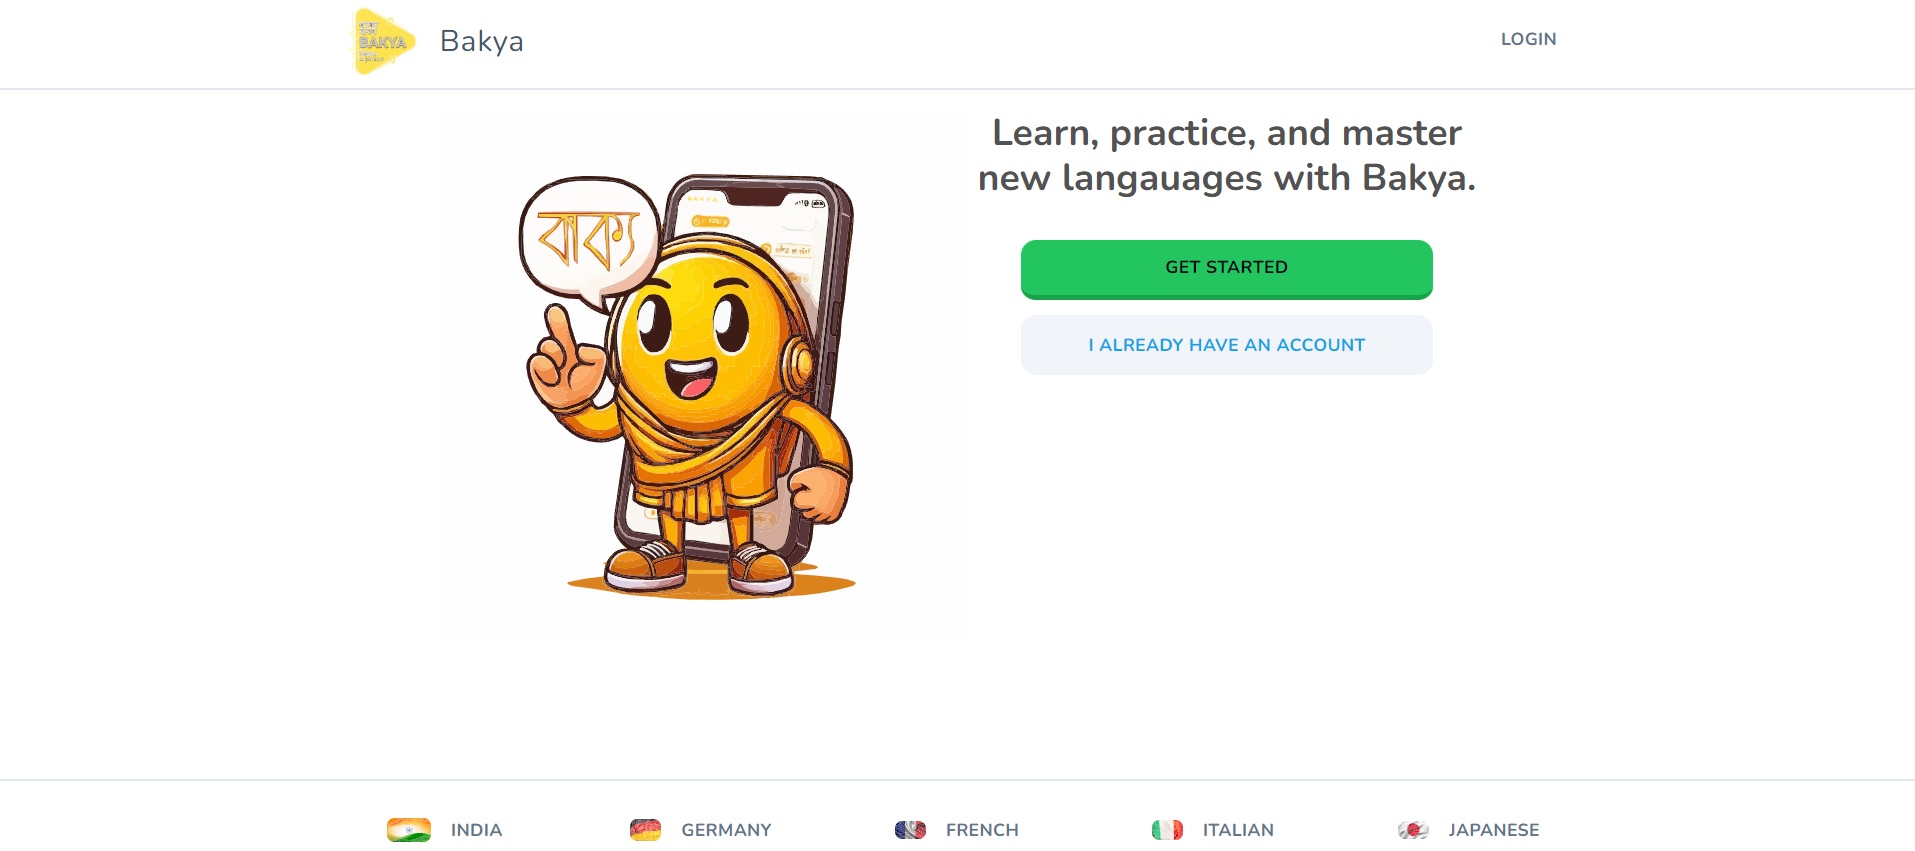 BAKYA
Bakya
LOGIN
Learn, practice, and master
new langauages with Bakya.
বাক্য
BAKYA
GET STARTED
I ALREADY HAVE AN ACCOUNT
INDIA
GERMANY
FRENCH
ITALIAN
JAPANESE